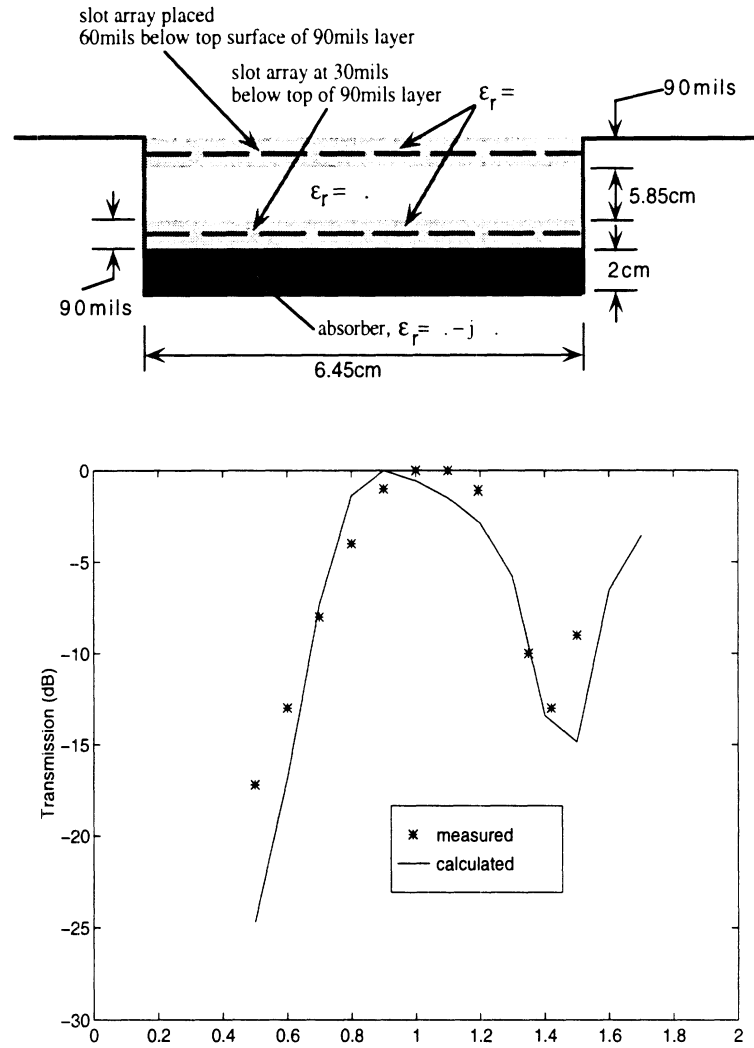 slot array placed
60mils below top surface of 90mils layer
slot array at 30mils
below top of 90mils layer
εr =
90mils
εr = .
5.85cm
90mils
2cm
absorber, εr = . – j .
6.45cm
0
−5
−10
−15
−20
−25
−30
Transmission (dB)
measured
calculated
0 0.2 0.4 0.6 0.8 1 1.2 1.4 1.6 1.8 2